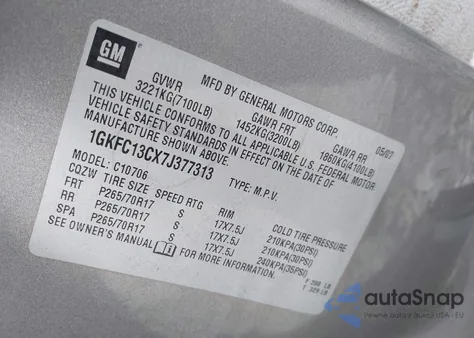 GM
MFD BY GENERAL MOTORS CORP. 05/07
GVWR GAWR FRT GAWR RR
3221KG(7100LB) 1452KG(3200LB) 1860KG(4100LB)
THIS VEHICLE CONFORMS TO ALL APPLICABLE U.S. FEDERAL MOTOR
VEHICLE SAFETY STANDARDS IN EFFECT ON THE DATE OF
MANUFACTURE SHOWN ABOVE.
1GKFC13CX7J377313 TYPE: M.P.V.
MODEL: C10706
CQZW TIRE SIZE SPEED RTG RIM COLD TIRE PRESSURE
FRT P265/70R17 S 17X7.5J 210KPA(30PSI)
RR P265/70R17 S 17X7.5J 210KPA(30PSI)
SPA P265/70R17 S 17X7.5J 240KPA(35PSI)
SEE OWNER'S MANUAL FOR MORE INFORMATION.
autoSnap
Pewne auto z USA - EU